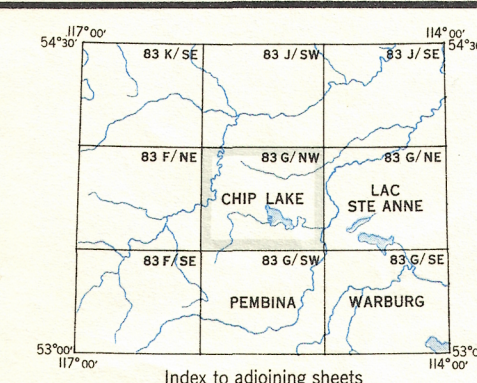 117°00' 114°00'
54°30' 54°30'
83 K/SE 83 J/SW 83 J/SE
83 F/NE 83 G/NW 83 G/NE
CHIP LAKE
LAC
STE ANNE
83 F/SE 83 G/SW 83 G/SE
PEMBINA WARBURG
53°00' 53°00'
117°00' 114°00'
Index to adjoining sheets